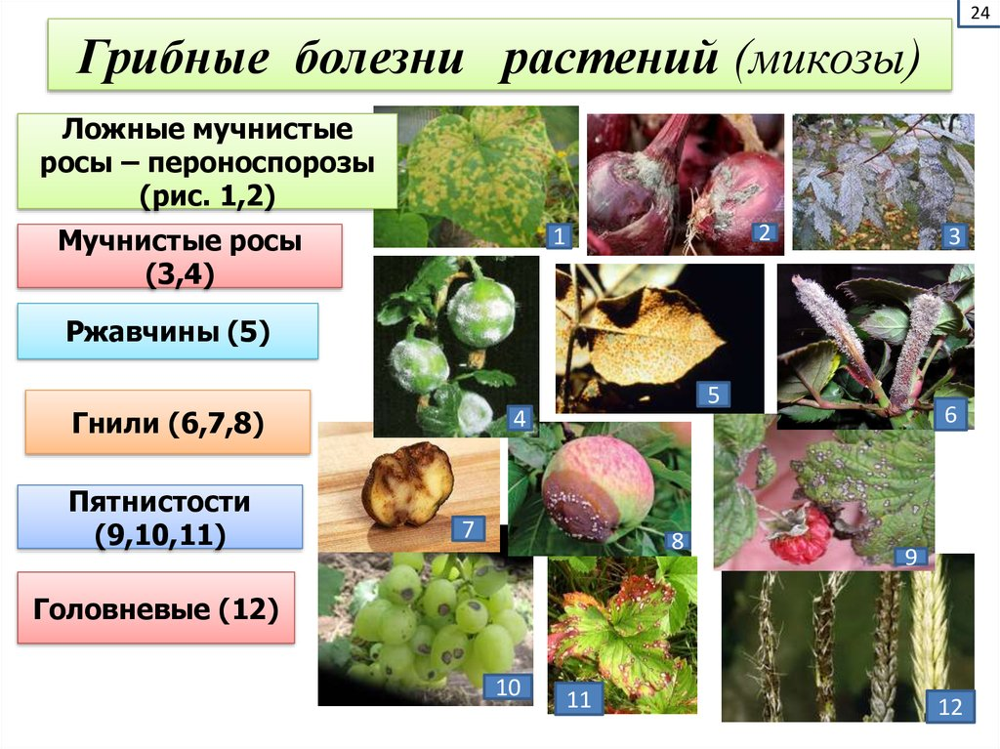 24
Грибные болезни растений (микозы)
Ложные мучнистые
росы – пероноспорозы
(рис. 1,2)
Мучнистые росы
(3,4)
Ржавчины (5)
Гнили (6,7,8)
Пятнистости
(9,10,11)
Головневые (12)
1
2
3
4
5
6
7
8
9
10
11
12